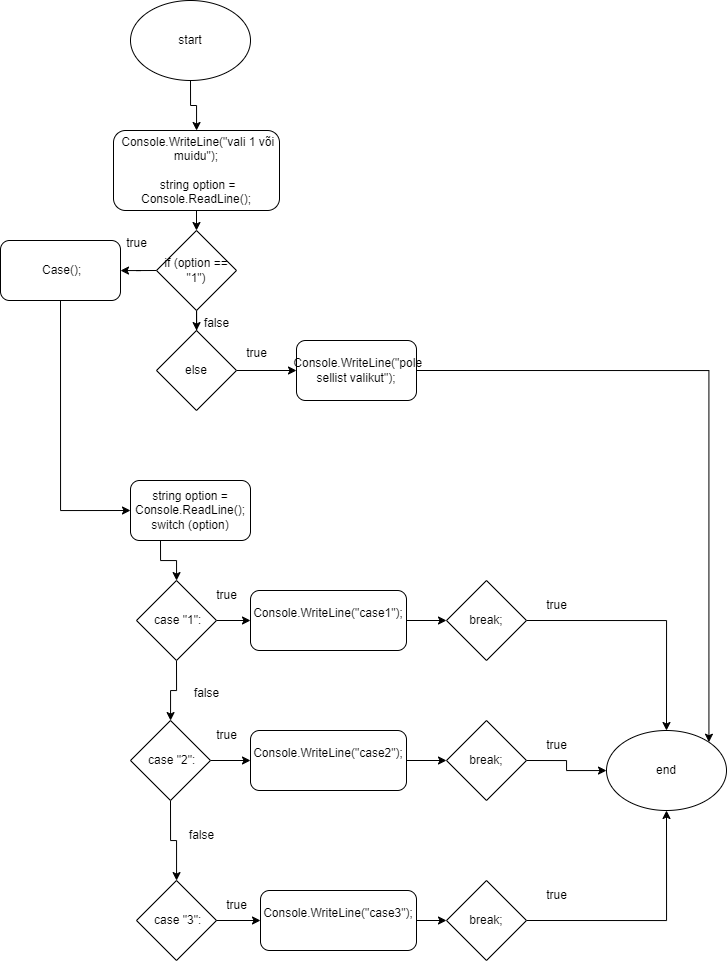 start
Console.WriteLine("vali 1 või
muidu");
string option =
Console.ReadLine();
true
if (option ==
"1")
Case();
false
else
true
Console.WriteLine("pole
sellist valikut");
string option =
Console.ReadLine();
switch (option)
case "1":
true
Console.WriteLine("case1");
break;
true
false
case "2":
true
Console.WriteLine("case2");
break;
true
end
false
case "3":
true
Console.WriteLine("case3");
break;
true